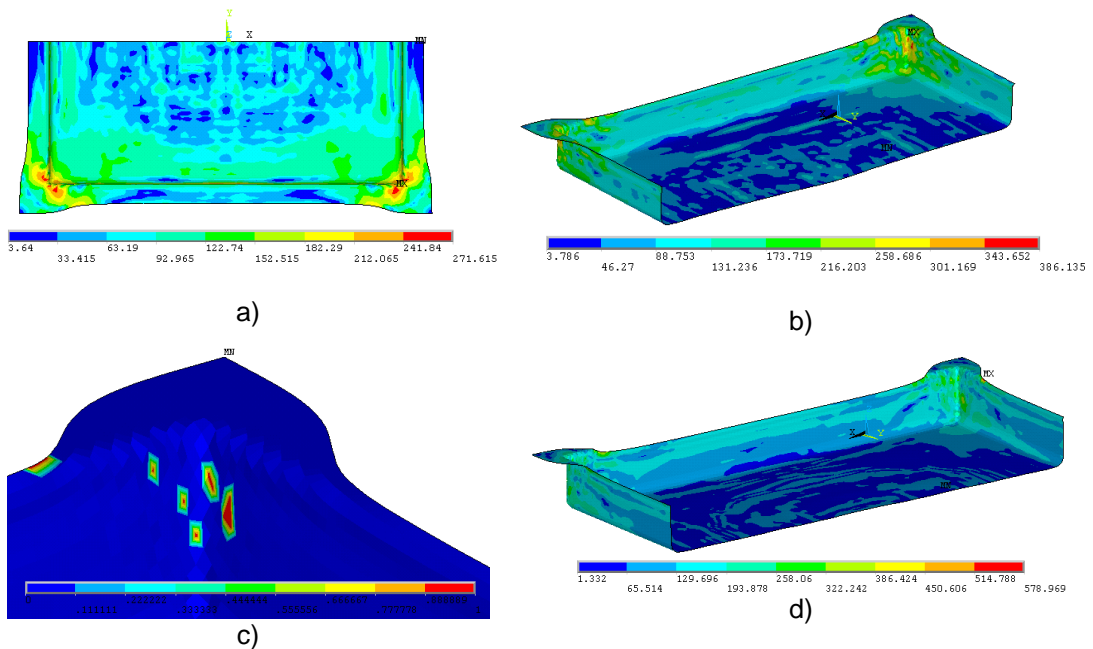 Y
Z X
MN
MX
3.64 63.19 122.74 182.29 241.84
33.415 92.965 152.515 212.065 271.615
a)
MX
Y
MN
3.786 88.753 173.719 258.686 343.652
46.27 131.236 216.203 301.169 386.135
b)
MN
0
.111111
1
c)
MX
X Y
1.332 129.696 258.06 386.424 514.788
65.514 193.878 322.242 450.606 578.969
d)